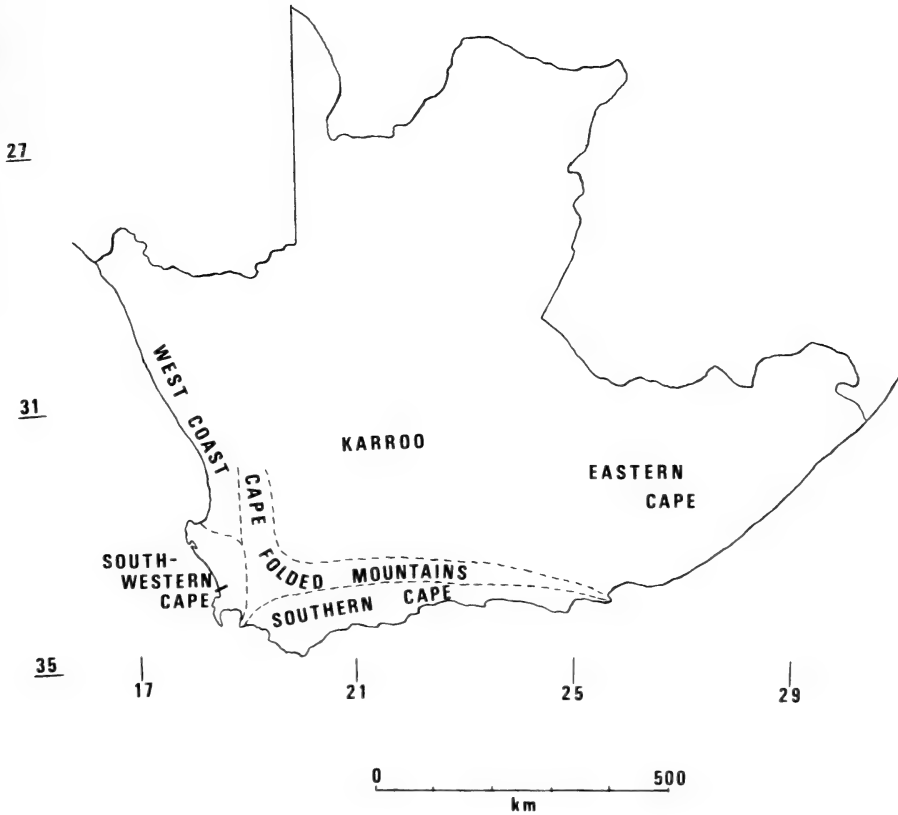 27
WEST COAST
31
KARROO
EASTERN
CAPE
CAPE FOLDED MOUNTAINS
SOUTH-
WESTERN
CAPE
SOUTHERN CAPE
35
17 21 25 29
0 500
km